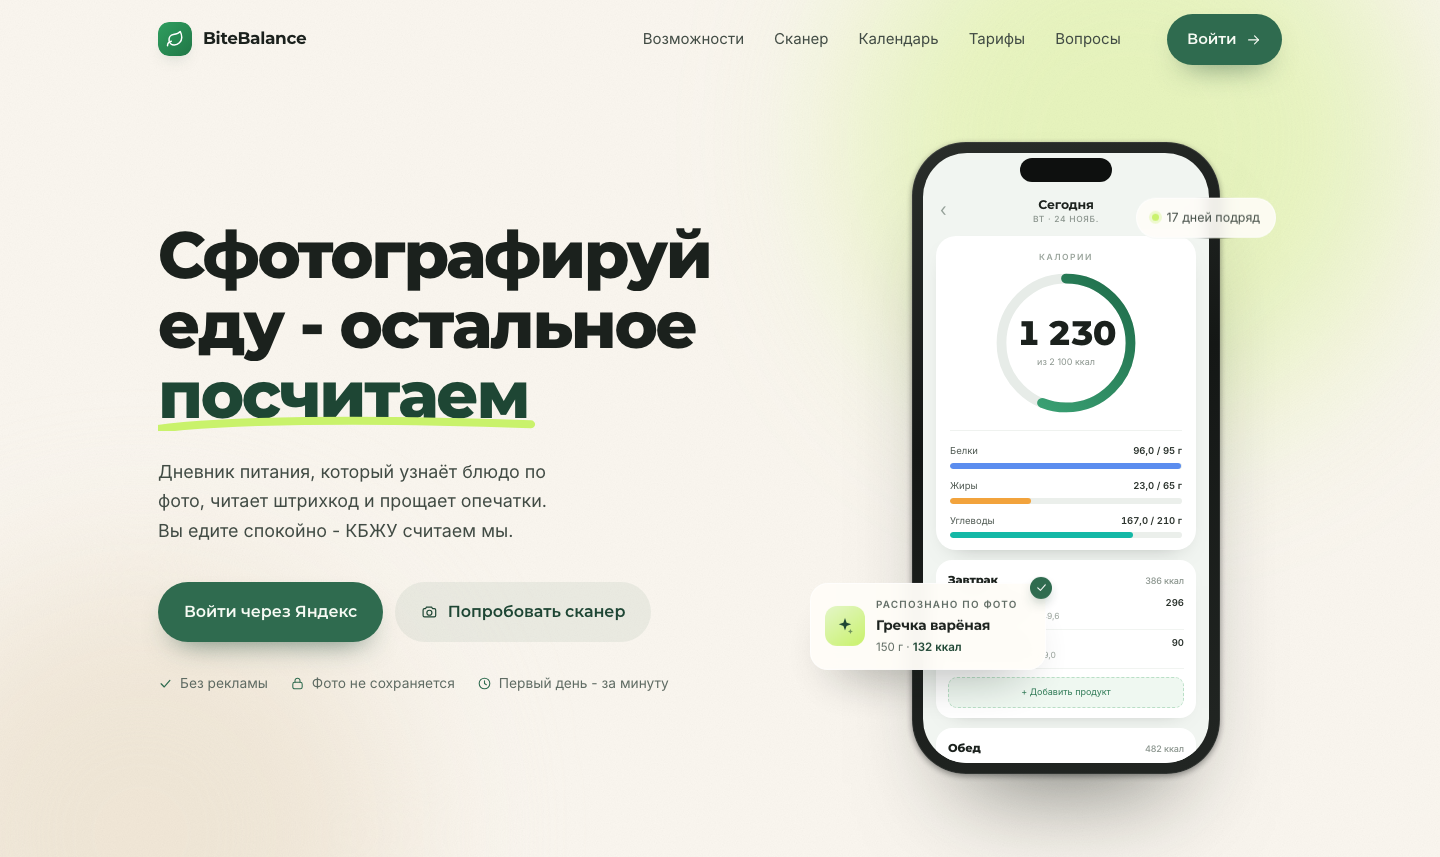 BiteBalance
Возможности
Сканер
Календарь
Тарифы
Вопросы
Войти
Сфотографируй
еду - остальное
посчитаем
Дневник питания, который узнаёт блюдо по
фото, читает штрихкод и прощает опечатки.
Вы едите спокойно - КБЖУ считаем мы.
Войти через Яндекс
Попробовать сканер
Без рекламы
Фото не сохраняется
Первый день - за минуту
Сегодня
ВТ · 24 НОЯБ.
17 дней подряд
КАЛОРИИ
1 230
из 2 100 ккал
Белки 96,0 / 95 г
Жиры 23,0 / 65 г
Углеводы 167,0 / 210 г
Завтрак 386 ккал
296
90
РАСПОЗНАНО ПО ФОТО
Гречка варёная
150 г · 132 ккал
+ Добавить продукт
Обед 482 ккал